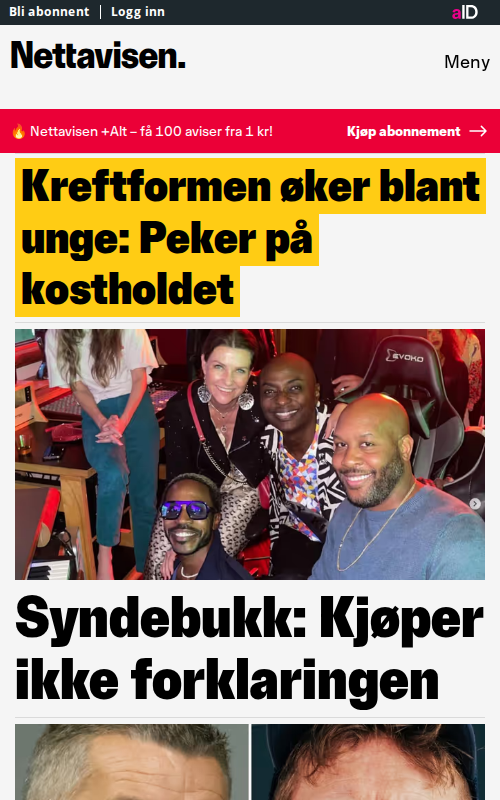 Bli abonnent
Logg inn
aID
Nettavisen.
Meny
🔥 Nettavisen +Alt – få 100 aviser fra 1 kr!
Kjøp abonnement →
Kreftformen øker blant
unge: Peker på
kostholdet
EVOKO
Syndebukk: Kjøper
ikke forklaringen